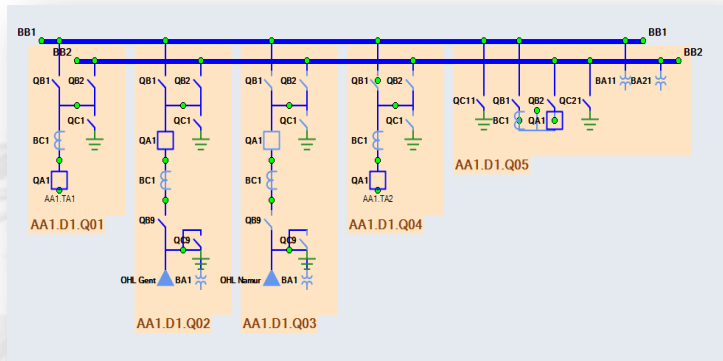 BB1 BB1
BB2 BB2
QB1 QB2 QB1 QB2 QB1 QB2 QB1 QB2 BA11 BA21
QC11 QB1 QB2 QC21
QC1 QC1 QC1 QC1 BC1 QA1
BC1 QA1 QA1 BC1
QA1 BC1 BC1 QA1
AA1.TA1 AA1.TA2
AA1.D1.Q05
AA1.D1.Q01 QB9 QB9 AA1.D1.Q04
QC9 QC9
OHL Gent BA1 OHL Namur BA1
AA1.D1.Q02 AA1.D1.Q03